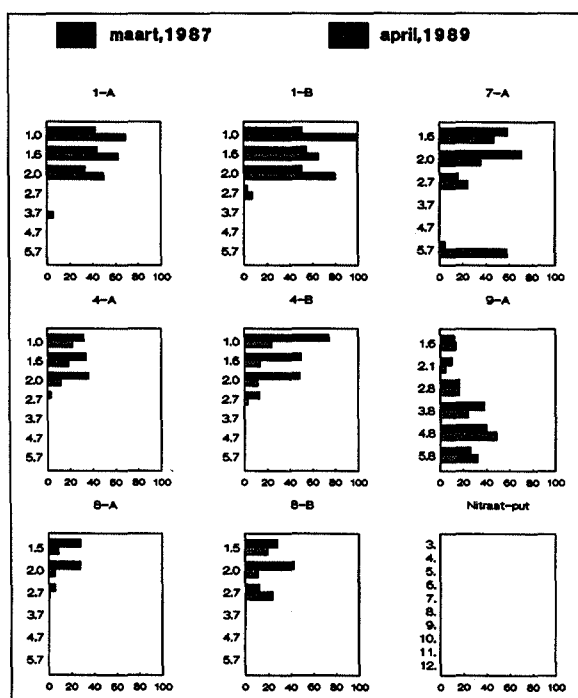 maart,1987 april,1989
1-A 1-B 7-A
1.0 1.0 1.6
1.6 1.6 2.0
2.0 2.0 2.7
2.7 2.7 3.7
3.7 3.7 4.7
4.7 4.7 5.7
5.7 5.7
0 20 40 60 80 100 0 20 40 60 80 100 0 20 40 60 80 100
4-A 4-B 9-A
1.0 1.0 1.6
1.6 1.6 2.1
2.0 2.0 2.8
2.7 2.7 3.8
3.7 3.7 4.8
4.7 4.7 5.8
5.7 5.7
0 20 40 60 80 100 0 20 40 60 80 100 0 20 40 60 80 100
8-A 8-B Nitraat-put
1.5 1.5 3.
2.0 2.0 4.
2.7 2.7 5.
3.7 3.7 6.
4.7 4.7 7.
5.7 5.7 8.
9.
10.
11.
12.
0 20 40 60 80 100 0 20 40 60 80 100 0 20 40 60 80 100